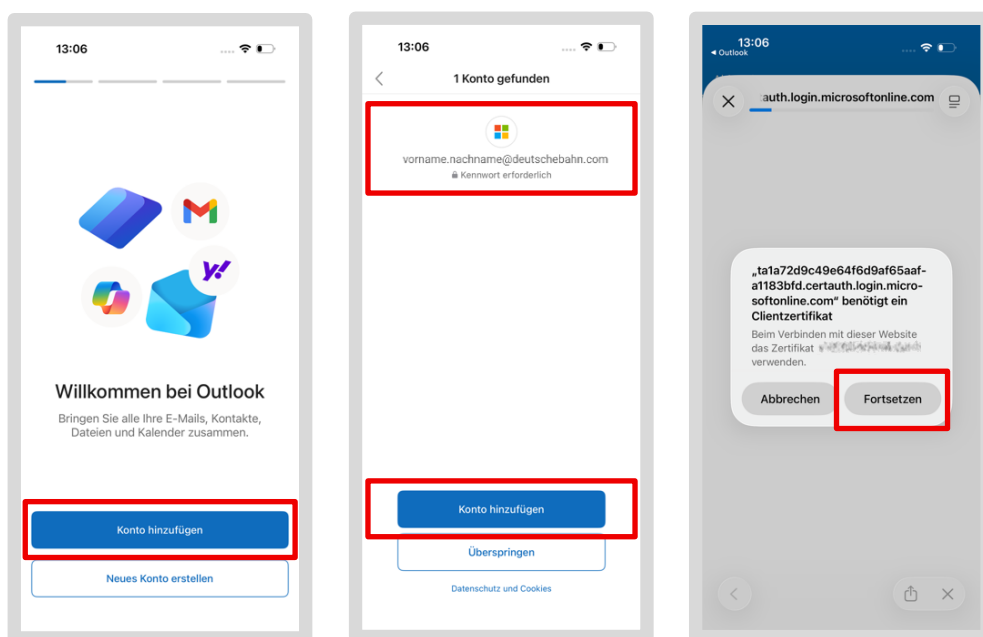 13:06
Willkommen bei Outlook
Bringen Sie alle Ihre E-Mails, Kontakte,
Dateien und Kalender zusammen.
Konto hinzufügen
Neues Konto erstellen
13:06
1 Konto gefunden
vorname.nachname@deutschebahn.com
Kennwort erforderlich
Konto hinzufügen
Überspringen
Datenschutz und Cookies
13:06
Outlook
auth.login.microsoftonline.com
„ta1a72d9c49e64f6d9af65aaf-
a1183bfd.certauth.login.micro-
softonline.com“ benötigt ein
Clientzertifikat
Beim Verbinden mit dieser Website
das Zertifikat
verwenden.
Abbrechen
Fortsetzen